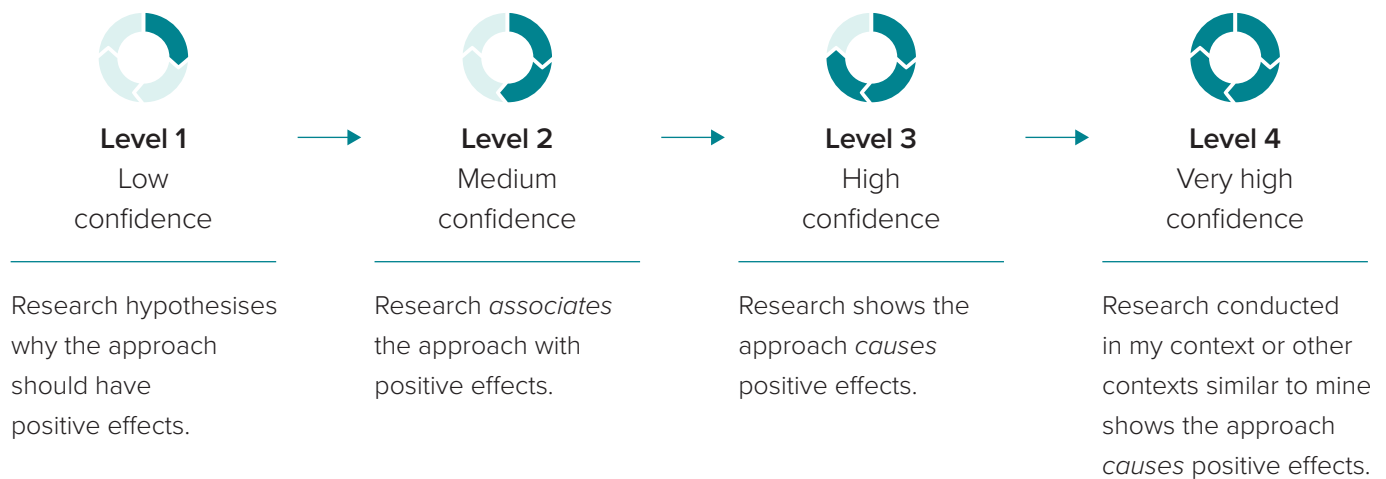 Level 1
Low
confidence
Research hypothesises
why the approach
should have
positive effects.
Level 2
Medium
confidence
Research associates
the approach with
positive effects.
Level 3
High
confidence
Research shows the
approach causes
positive effects.
Level 4
Very high
confidence
Research conducted
in my context or other
contexts similar to mine
shows the approach
causes positive effects.